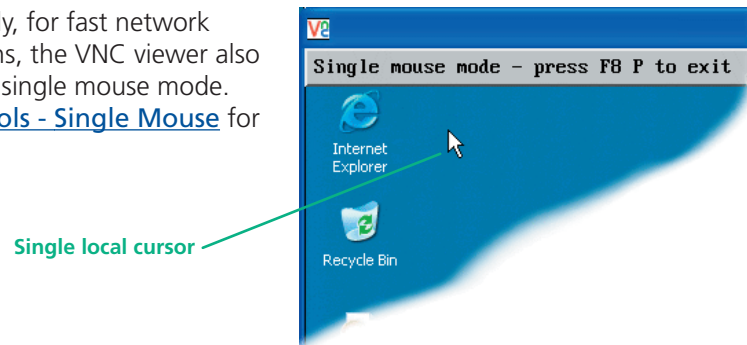 ly, for fast network
ns, the VNC viewer also
single mouse mode.
ols - Single Mouse for
Single local cursor
V2
Single mouse mode - press F8 P to exit
Internet
Explorer
Recycle Bin